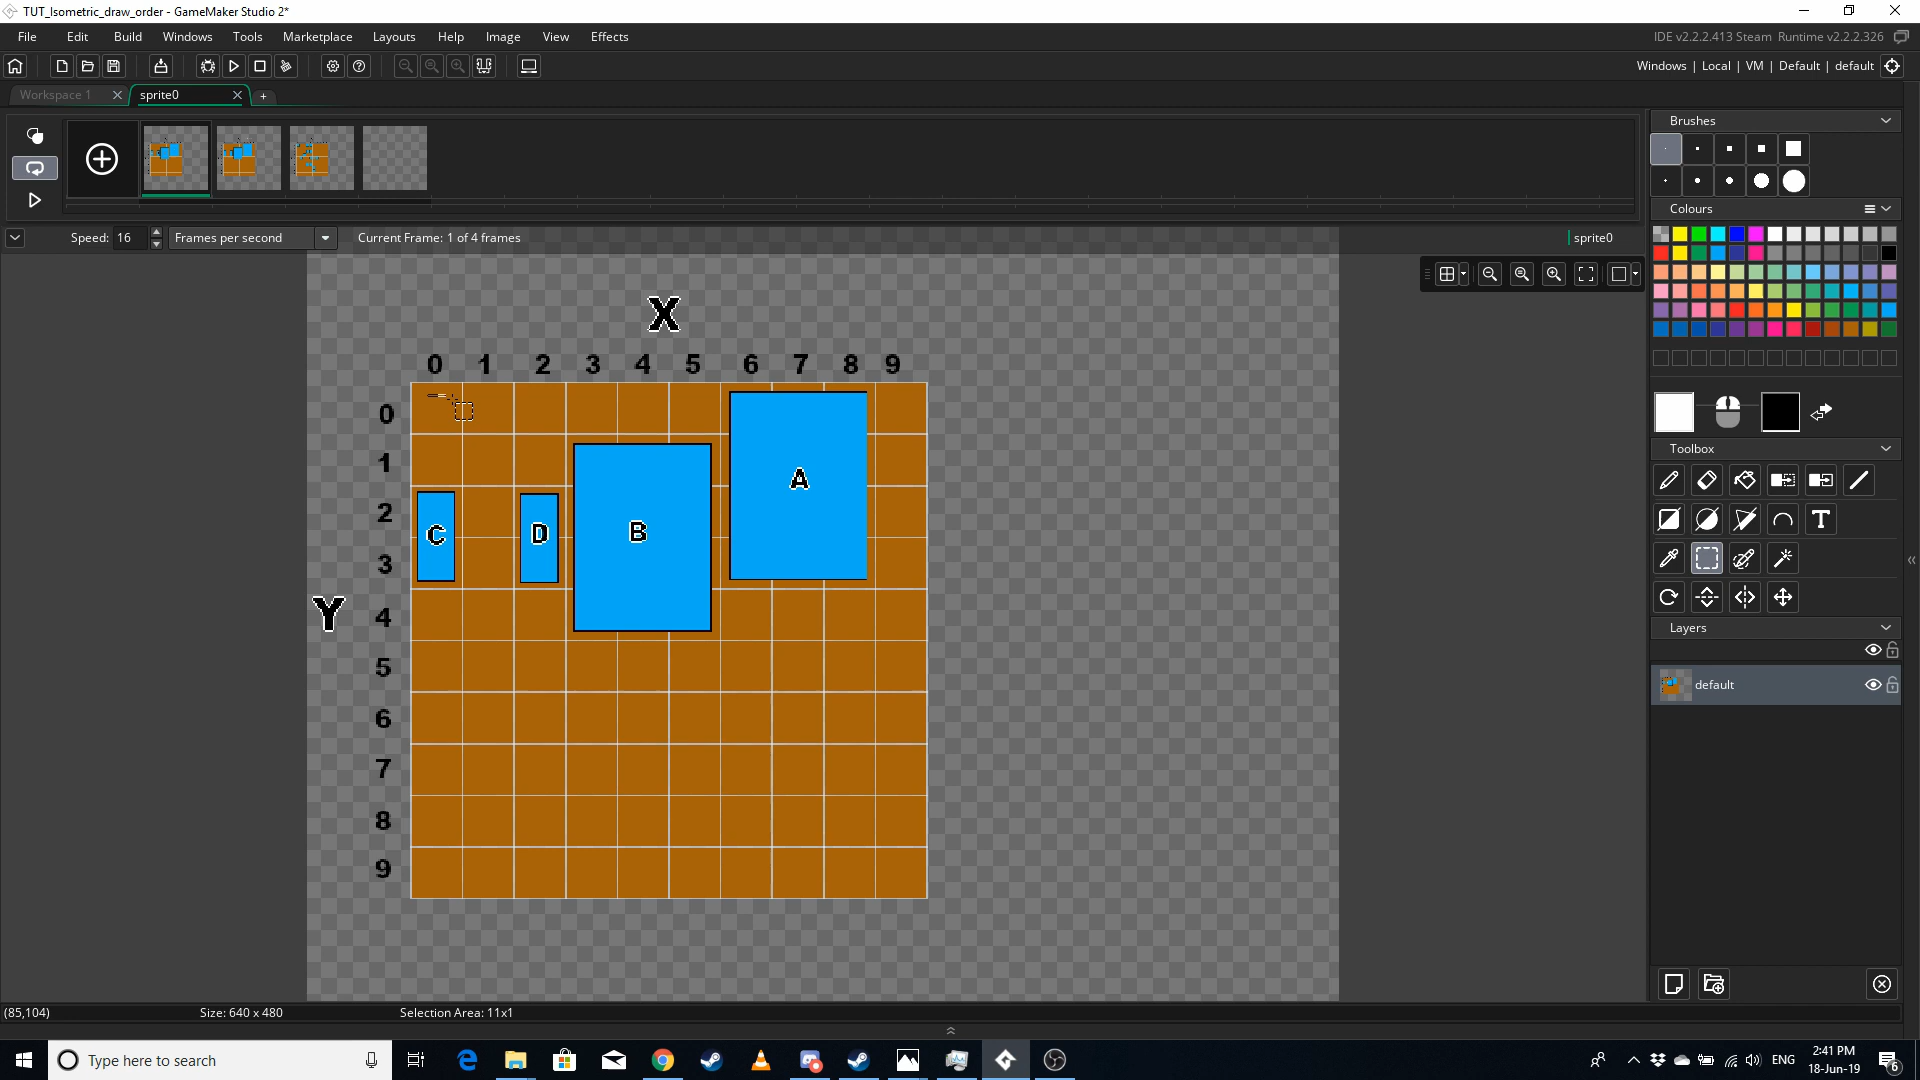 TUT_Isometric_draw_order - GameMaker Studio 2*
File Edit Build Windows Tools Marketplace Layouts Help Image View Effects
IDE v2.2.2.413 Steam Runtime v2.2.2.326
Windows | Local | VM | Default | default
Workspace 1 sprite0
Brushes
Colours
Speed: 16 Frames per second Current Frame: 1 of 4 frames
sprite0
X
0 1 2 3 4 5 6 7 8 9
0
1
2
3
4
5
6
7
8
9
Y
A
B
C
D
Toolbox
T
Layers
default
(85,104) Size: 640 x 480 Selection Area: 11x1
Type here to search
ENG
2:41 PM
18-Jun-19
6